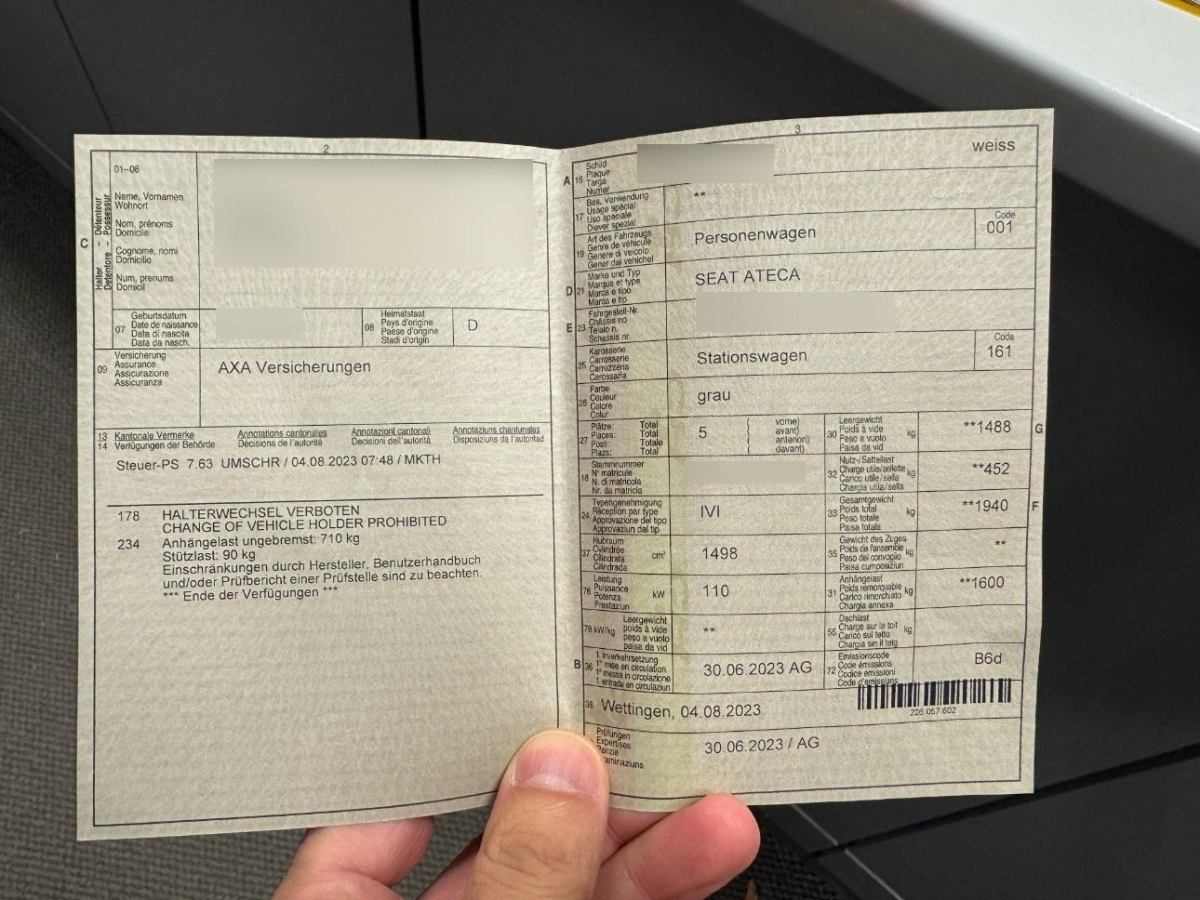 2
01–06
Name, Vornamen
Wohnort
Nom, prénoms
Domicile
Cognome, nomi
Domicilio
Num, prenums
Domicil
C
Halter - Détenteur
Detentore - Possessur
07
Geburtsdatum
Date de naissance
Data di nascita
Data da nasch.
08
Heimatstaat
Pays d'origine
Paese d'origine
Stadi d'origin
D
09
Versicherung
Assurance
Assicurazione
Assicuranza
AXA Versicherungen
13 Kantonale Vermerke Annotations cantonales Annotazioni cantonali Annotaziuns chantunalas
14 Verfügungen der Behörde Décisions de l'autorité Decisioni dell'autorità Disposiziuns da l'autoritad
Steuer-PS 7.63 UMSCHR / 04.08.2023 07:48 / MKTH
178 HALTERWECHSEL VERBOTEN
CHANGE OF VEHICLE HOLDER PROHIBITED
234 Anhängelast ungebremst: 710 kg
Stützlast: 90 kg
Einschränkungen durch Hersteller, Benutzerhandbuch
und/oder Prüfbericht einer Prüfstelle sind zu beachten.
*** Ende der Verfügungen ***
3
A 15
Schild
Plaque
Targa
Numer
weiss
17
Bes. Verwendung
Usage spécial
Uso speciale
Diever spezial
**
19
Art des Fahrzeugs
Genre de véhicule
Genere di veicolo
Gener dal vehichel
Personenwagen
Code
001
D 21
Marke und Typ
Marque et type
Marca e tipo
Marca e tip
SEAT ATECA
E 23
Fahrgestell-Nr.
Châssis no
Telaio n.
Schassis nr.
25
Karosserie
Carrosserie
Carrozzeria
Carossaria
Stationswagen
Code
161
26
Farbe
Couleur
Colore
Colur
grau
27
Plätze: Total
Places: Total
Posti: Totale
Plazs: Total
5
vorne)
avant)
anteriori)
davant)
30
Leergewicht
Poids à vide
Peso a vuoto
Paisa da vid
kg
**1488
G
18
Stammnummer
N° matricule
N. di matricola
Nr. da matricla
32
Nutz-/Sattellast
Charge utile/sellette
Carico utile/sella
Chargia utila/sella
kg
**452
24
Typengenehmigung
Réception par type
Approvazione del tipo
Approvaziun dal tip
IVI
33
Gesamtgewicht
Poids total
Peso totale
Paisa totala
kg
**1940
F
37
Hubraum
Cylindrée
Cilindrata
Cilindrada
cm³
1498
35
Gewicht des Zuges
Poids de l'ensemble
Peso del convoglio
Paisa cumposiziun
kg
**
76
Leistung
Puissance
Potenza
Prestaziun
kW
110
31
Anhängelast
Poids remorquable
Carico rimorchiato
Chargia annexa
kg
**1600
78 kW/kg
Leergewicht
poids à vide
peso a vuoto
paisa da vid
**
55
Dachlast
Charge sur le toit
Carico sul tetto
Chargia sin il tetg
kg
B 36
1. Inverkehrsetzung
1re mise en circulation
1a messa in circolazione
1. entrada en circulaziun
30.06.2023 AG
72
Emissionscode
Code émissions
Codice emissioni
Code d'emissiuns
B6d
38 Wettingen, 04.08.2023
226.057.602
Prüfungen
Expertises
30.06.2023 / AG